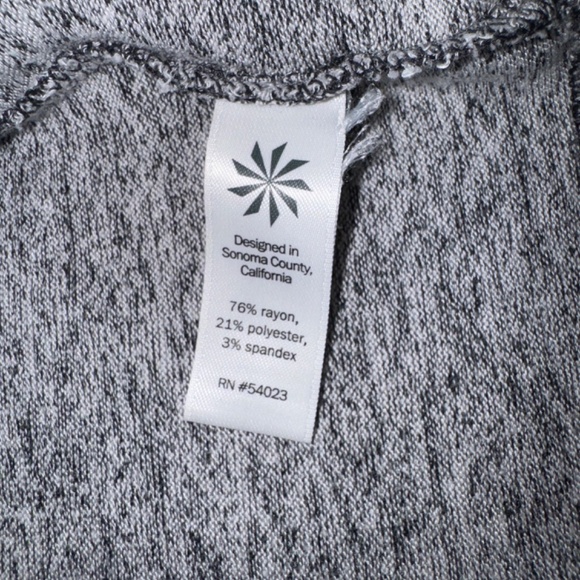 Designed in
Sonoma County,
California
76% rayon,
21% polyester,
3% spandex
RN #54023